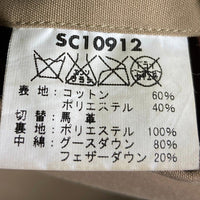 SC10912
表地:コットン 60%
ポリエステル 40%
切替:馬革
裏地:ポリエステル 100%
中綿:グースダウン 80%
フェザーダウン 20%